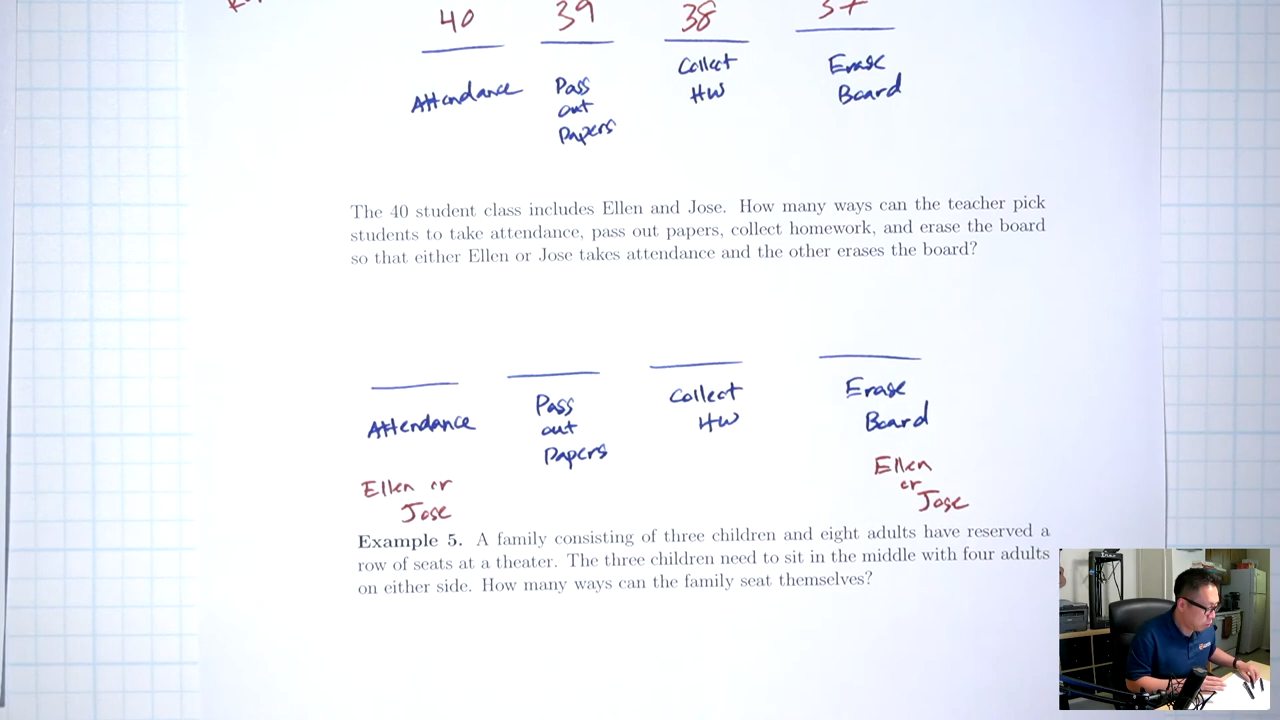 40 39 38 37
Attendance Pass out Papers Collect HW Erase Board
The 40 student class includes Ellen and Jose. How many ways can the teacher pick
students to take attendance, pass out papers, collect homework, and erase the board
so that either Ellen or Jose takes attendance and the other erases the board?
Attendance Pass out Papers Collect HW Erase Board
Ellen or Ellen
Jose or
Jose
Example 5. A family consisting of three children and eight adults have reserved a
row of seats at a theater. The three children need to sit in the middle with four adults
on either side. How many ways can the family seat themselves?